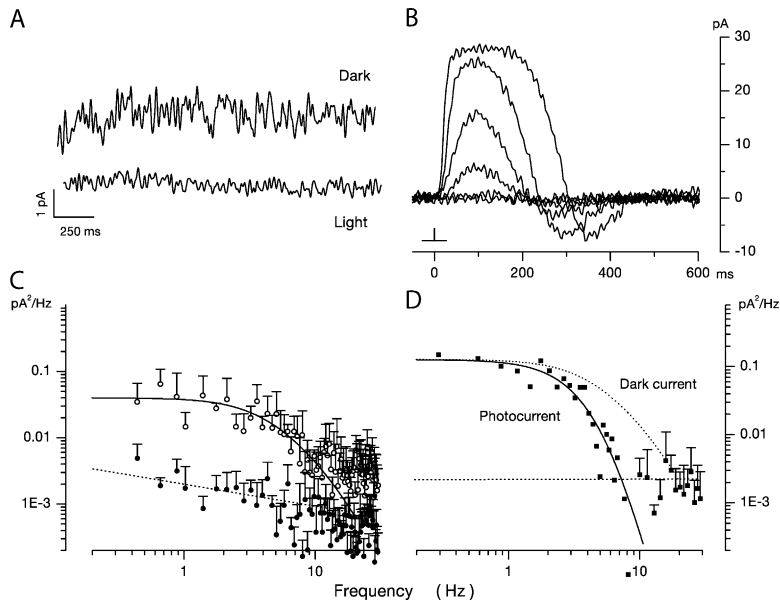 A
Dark
Light
1 pA
250 ms
B
pA
30
20
10
0
-10
0
200
400
600
ms
C
pA²/Hz
0.1
0.01
1E-3
1
10
D
pA²/Hz
0.1
0.01
1E-3
Dark current
Photocurrent
1
10
Frequency (Hz)